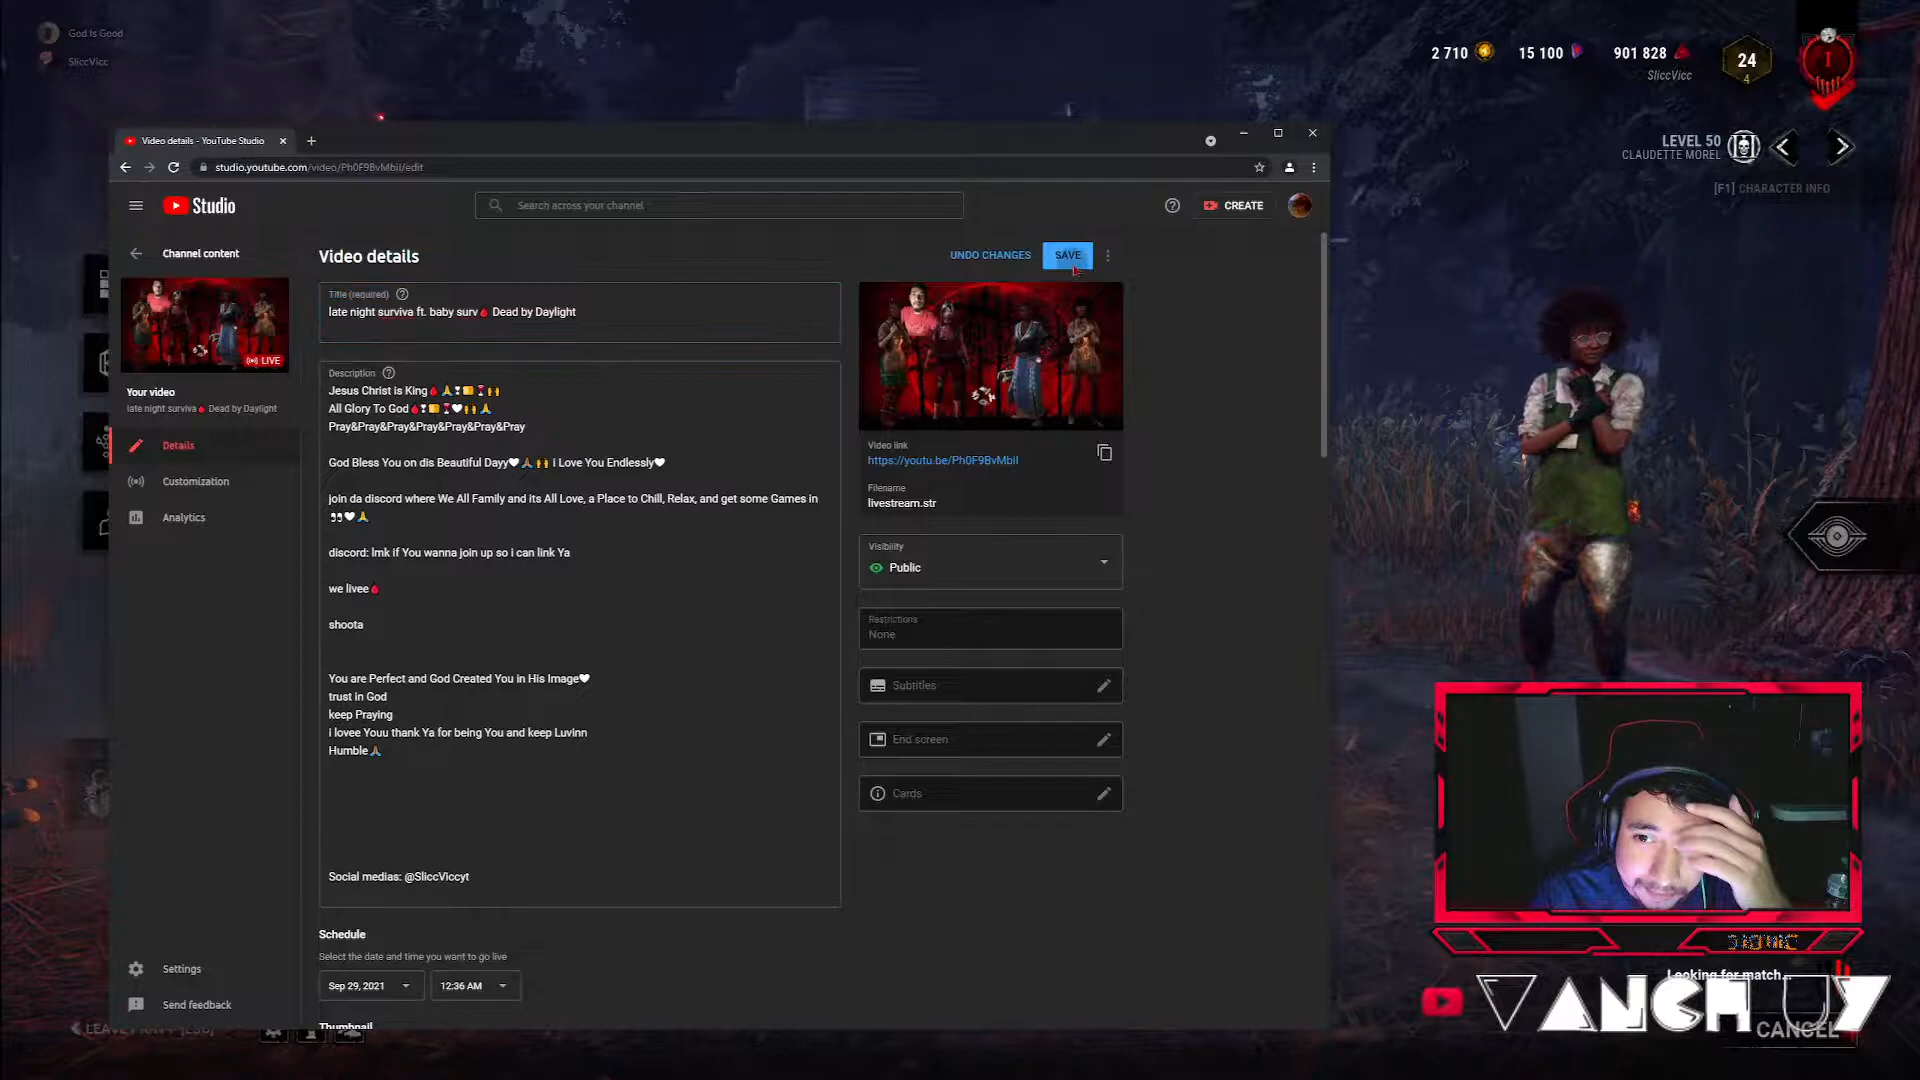 God Is Good
SliccVicc
2 710
15 100
901 828
SliccVicc
24
4
I
LEVEL 50
CLAUDETTE MOREL
[F1] CHARACTER INFO
Video details - YouTube Studio
studio.youtube.com/video/Ph0F9BvMbiI/edit
Studio
Search across your channel
CREATE
Channel content
Video details
UNDO CHANGES
SAVE
LIVE
Your video
late night surviva🩸 Dead by Daylight
Details
Customization
Analytics
Settings
Send feedback
Title (required)
late night surviva ft. baby surv🩸 Dead by Daylight
Description
Jesus Christ is King🩸🙏❣🎫❣🙌
All Glory To God🩸❣🎫❣🤍🙌🙏
Pray&Pray&Pray&Pray&Pray&Pray&Pray
God Bless You on dis Beautiful Dayy🤍🙏🙌 i Love You Endlessly🤍
join da discord where We All Family and its All Love, a Place to Chill, Relax, and get some Games in
🤍🙏
discord: lmk if You wanna join up so i can link Ya
we livee🩸
shoota
You are Perfect and God Created You in His Image🤍
trust in God
keep Praying
i lovee Youu thank Ya for being You and keep Luvinn
Humble🙏
Social medias: @SliccViccyt
Schedule
Select the date and time you want to go live
Sep 29, 2021
12:36 AM
Thumbnail
Video link
https://youtu.be/Ph0F9BvMbiI
Filename
livestream.str
Visibility
Public
Restrictions
None
Subtitles
End screen
Cards
Looking for match...
CANCEL